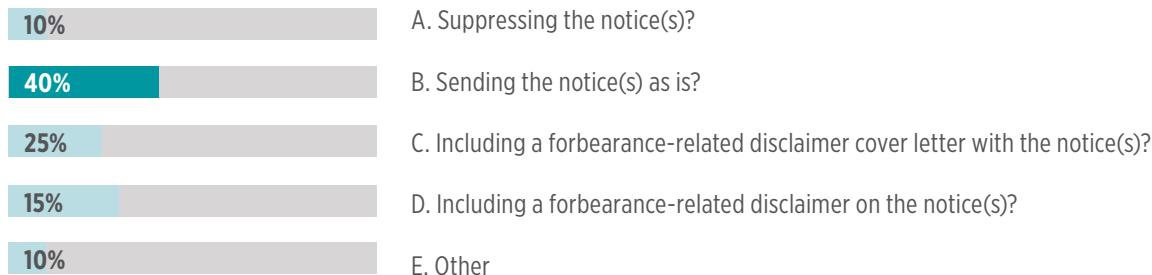 10% A. Suppressing the notice(s)?
40% B. Sending the notice(s) as is?
25% C. Including a forbearance-related disclaimer cover letter with the notice(s)?
15% D. Including a forbearance-related disclaimer on the notice(s)?
10% E. Other